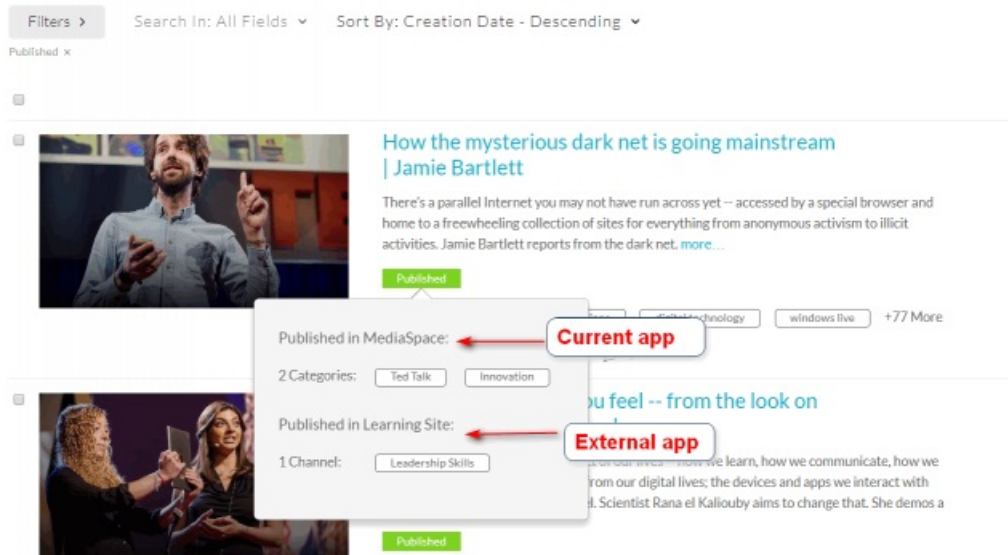 Filters >
Search In: All Fields
Sort By: Creation Date - Descending
Published ×
How the mysterious dark net is going mainstream
| Jamie Bartlett
There's a parallel Internet you may not have run across yet -- accessed by a special browser and
home to a freewheeling collection of sites for everything from anonymous activism to illicit
activities. Jamie Bartlett reports from the dark net. more...
Published
technology
windows live
+77 More
Published in MediaSpace:
Current app
2 Categories:
Ted Talk
Innovation
Published in Learning Site:
External app
1 Channel:
Leadership Skills
you feel -- from the look on
we learn, how we communicate, how we
from our digital lives; the devices and apps we interact with
Scientist Rana el Kaliouby aims to change that. She demos a
Published